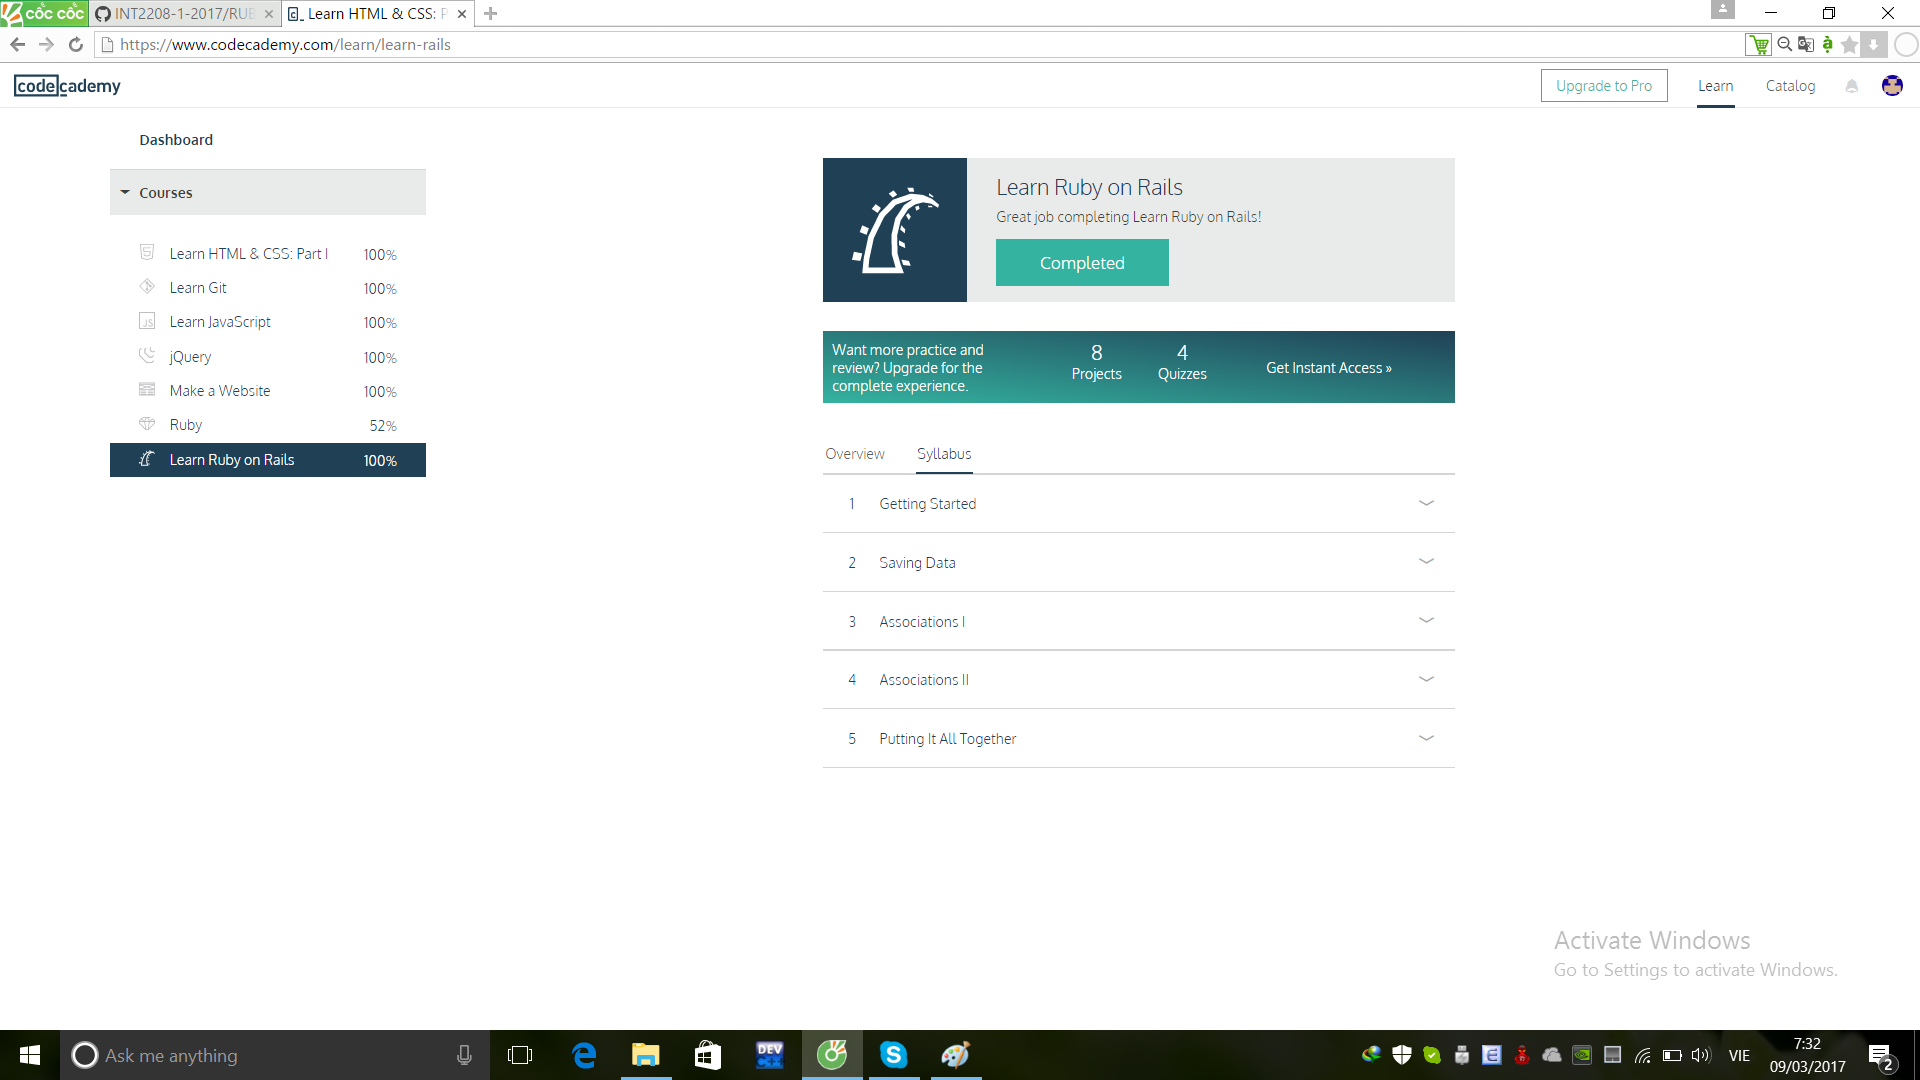 cốc cốc
INT2208-1-2017/RUB
Learn HTML & CSS: P
https://www.codecademy.com/learn/learn-rails
codecademy
Upgrade to Pro
Learn
Catalog
Dashboard
Courses
Learn HTML & CSS: Part I 100%
Learn Git 100%
Learn JavaScript 100%
jQuery 100%
Make a Website 100%
Ruby 52%
Learn Ruby on Rails 100%
Learn Ruby on Rails
Great job completing Learn Ruby on Rails!
Completed
Want more practice and
review? Upgrade for the
complete experience.
8
Projects
4
Quizzes
Get Instant Access »
Overview
Syllabus
1 Getting Started
2 Saving Data
3 Associations I
4 Associations II
5 Putting It All Together
Activate Windows
Go to Settings to activate Windows.
Ask me anything
DEV
VIE
7:32
09/03/2017
2